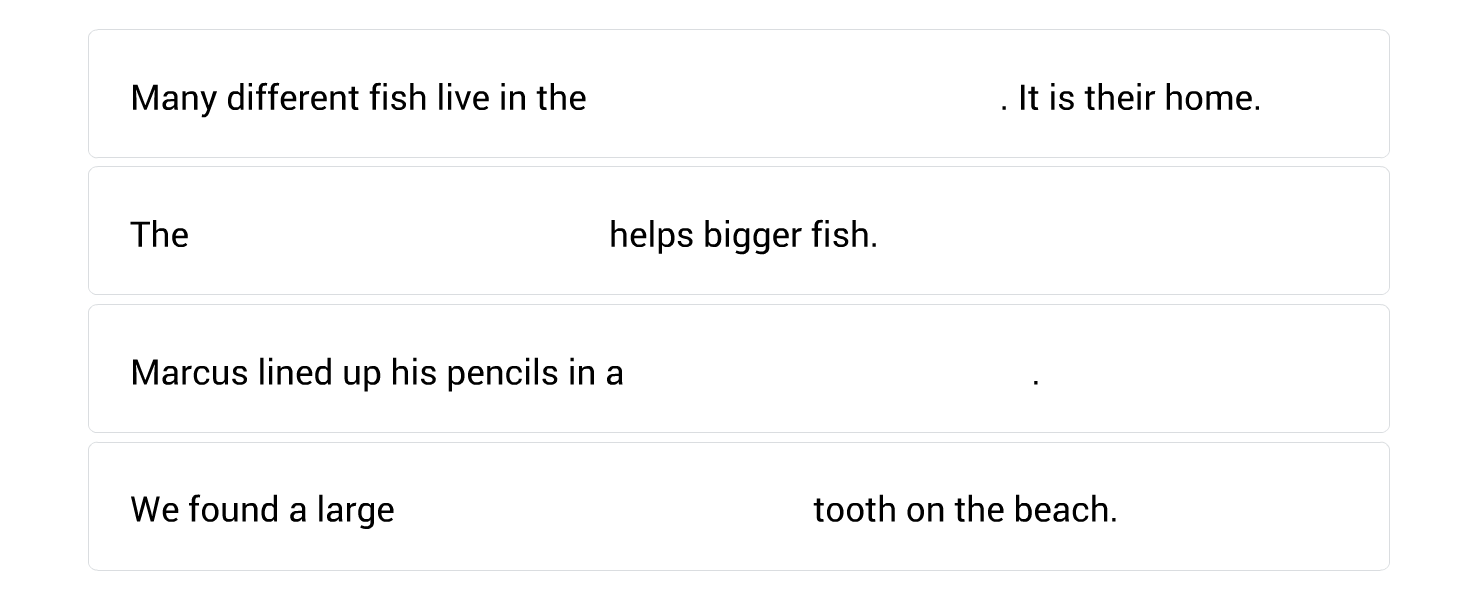 Many different fish live in the . It is their home.
The helps bigger fish.
Marcus lined up his pencils in a .
We found a large tooth on the beach.